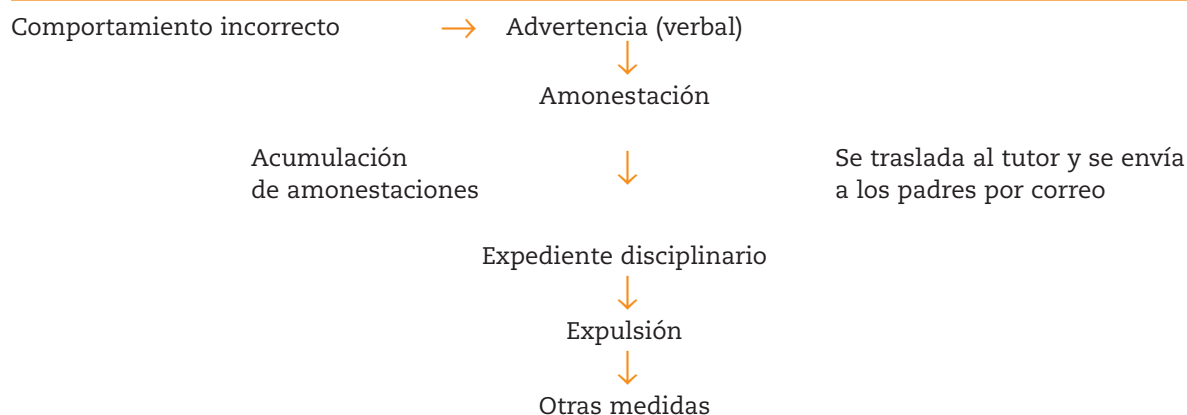 Comportamiento incorrecto → Advertencia (verbal)
Amonestación
Acumulación
de amonestaciones
Se traslada al tutor y se envía
a los padres por correo
Expediente disciplinario
Expulsión
Otras medidas